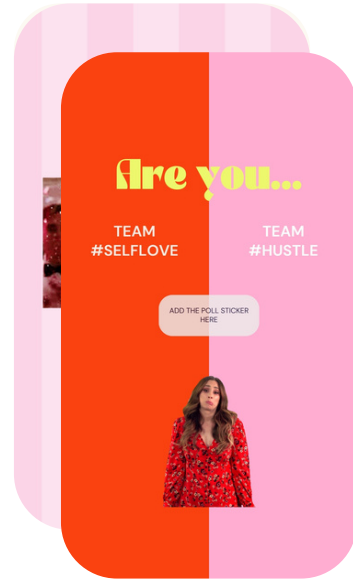 Are you...
TEAM
#SELFLOVE
TEAM
#HUSTLE
ADD THE POLL STICKER
HERE